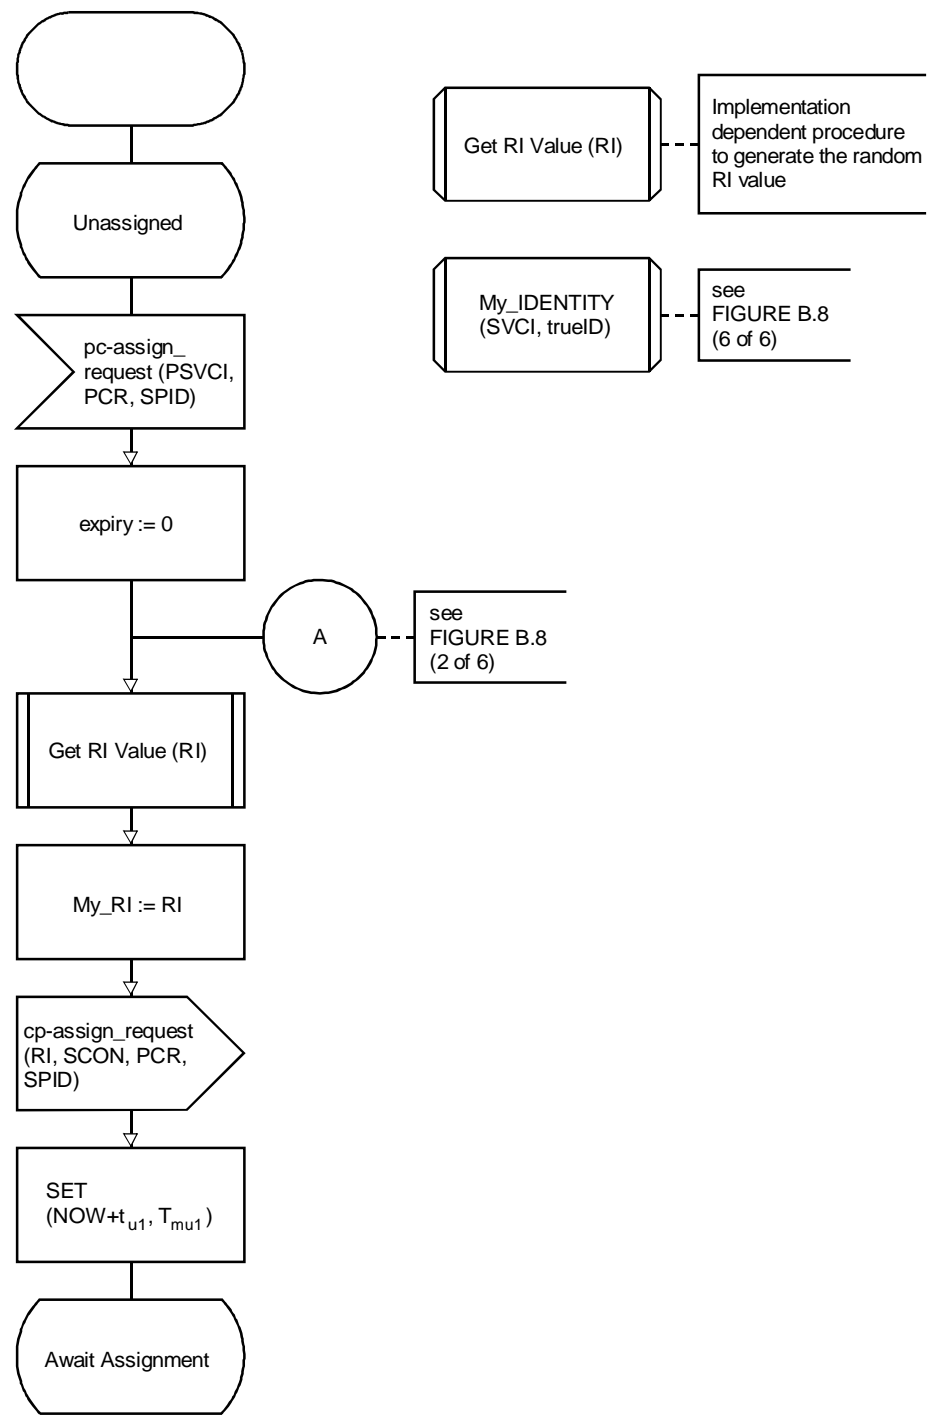 Unassigned
pc-assign_
request (PSVCI,
PCR, SPID)
expiry := 0
A
see
FIGURE B.8
(2 of 6)
Get RI Value (RI)
My_RI := RI
cp-assign_request
(RI, SCON, PCR,
SPID)
SET
(NOW+t u1, T mu1)
Await Assignment
Get RI Value (RI)
Implementation
dependent procedure
to generate the random
RI value
My_IDENTITY
(SVCI, trueID)
see
FIGURE B.8
(6 of 6)